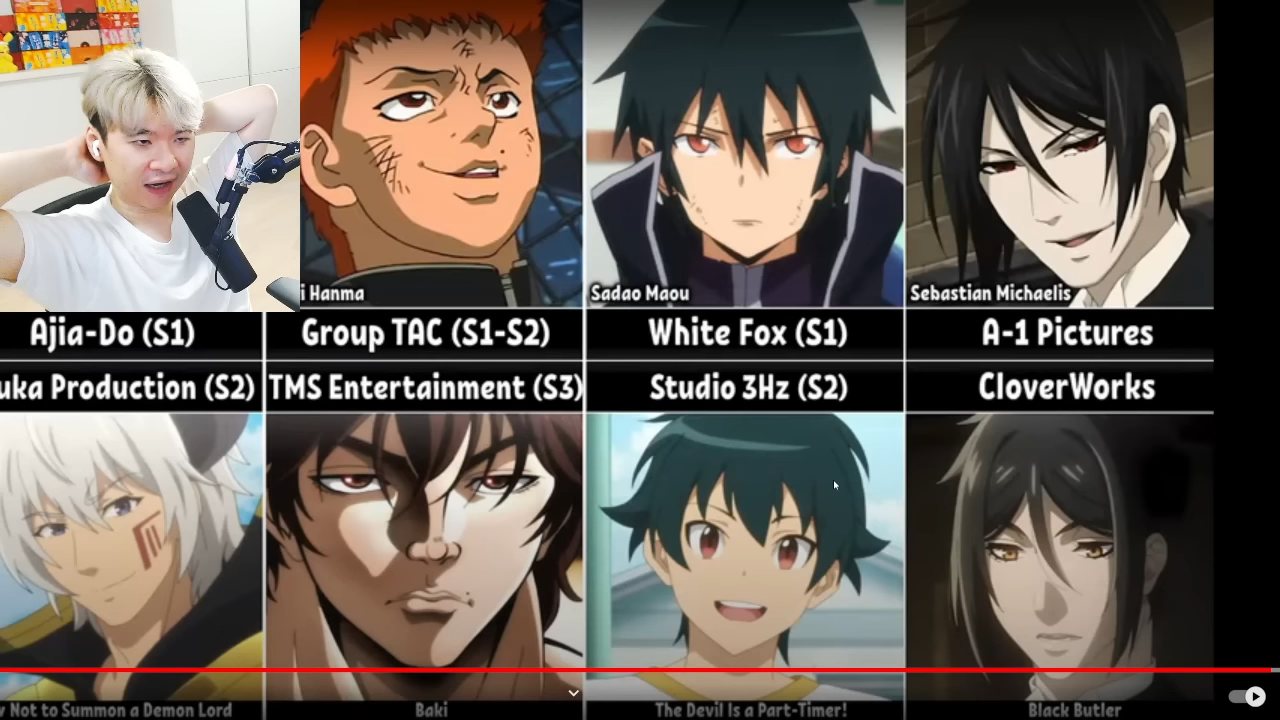 i Hanma
Sadao Maou
Sebastian Michaelis
Ajia-Do (S1)
Group TAC (S1-S2)
White Fox (S1)
A-1 Pictures
uka Production (S2)
TMS Entertainment (S3)
Studio 3Hz (S2)
CloverWorks
w Not to Summon a Demon Lord
Baki
The Devil Is a Part-Timer!
Black Butler